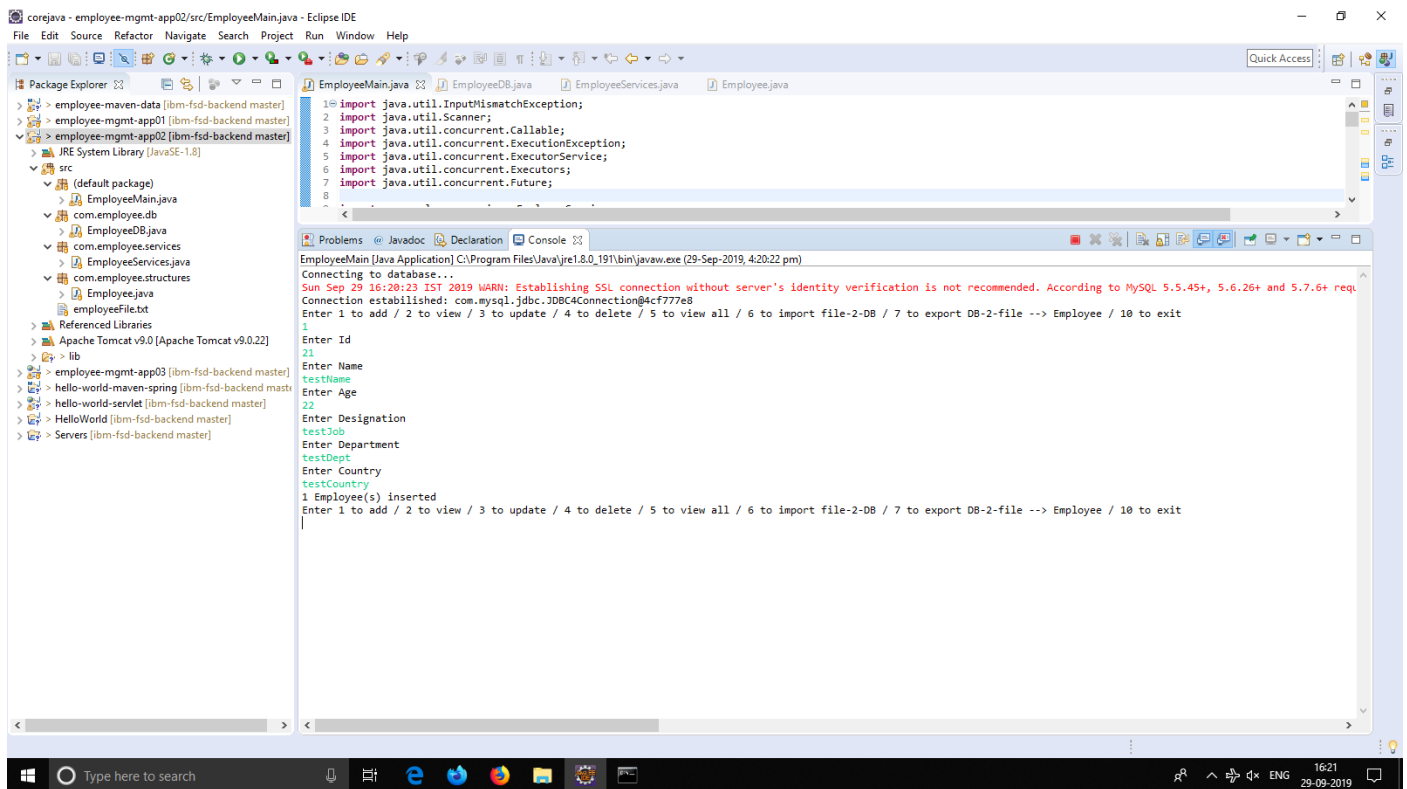 corejava - employee-mgmt-app02/src/EmployeeMain.java - Eclipse IDE
File Edit Source Refactor Navigate Search Project Run Window Help
Quick Access
Package Explorer
> employee-maven-data [ibm-fsd-backend master]
> employee-mgmt-app01 [ibm-fsd-backend master]
> employee-mgmt-app02 [ibm-fsd-backend master]
JRE System Library [JavaSE-1.8]
src
(default package)
EmployeeMain.java
com.employee.db
EmployeeDB.java
com.employee.services
EmployeeServices.java
com.employee.structures
Employee.java
employeeFile.txt
Referenced Libraries
Apache Tomcat v9.0 [Apache Tomcat v9.0.22]
> lib
> employee-mgmt-app03 [ibm-fsd-backend master]
> hello-world-maven-spring [ibm-fsd-backend maste
> hello-world-servlet [ibm-fsd-backend master]
> HelloWorld [ibm-fsd-backend master]
> Servers [ibm-fsd-backend master]
EmployeeMain.java EmployeeDB.java EmployeeServices.java Employee.java
1 import java.util.InputMismatchException;
2 import java.util.Scanner;
3 import java.util.concurrent.Callable;
4 import java.util.concurrent.ExecutionException;
5 import java.util.concurrent.ExecutorService;
6 import java.util.concurrent.Executors;
7 import java.util.concurrent.Future;
8
Problems @ Javadoc Declaration Console
EmployeeMain [Java Application] C:\Program Files\Java\jre1.8.0_191\bin\javaw.exe (29-Sep-2019, 4:20:22 pm)
Connecting to database...
Sun Sep 29 16:20:23 IST 2019 WARN: Establishing SSL connection without server's identity verification is not recommended. According to MySQL 5.5.45+, 5.6.26+ and 5.7.6+ requ
Connection estabilished: com.mysql.jdbc.JDBC4Connection@4cf777e8
Enter 1 to add / 2 to view / 3 to update / 4 to delete / 5 to view all / 6 to import file-2-DB / 7 to export DB-2-file --> Employee / 10 to exit
1
Enter Id
21
Enter Name
testName
Enter Age
22
Enter Designation
testJob
Enter Department
testDept
Enter Country
testCountry
1 Employee(s) inserted
Enter 1 to add / 2 to view / 3 to update / 4 to delete / 5 to view all / 6 to import file-2-DB / 7 to export DB-2-file --> Employee / 10 to exit
Type here to search
ENG
16:21
29-09-2019